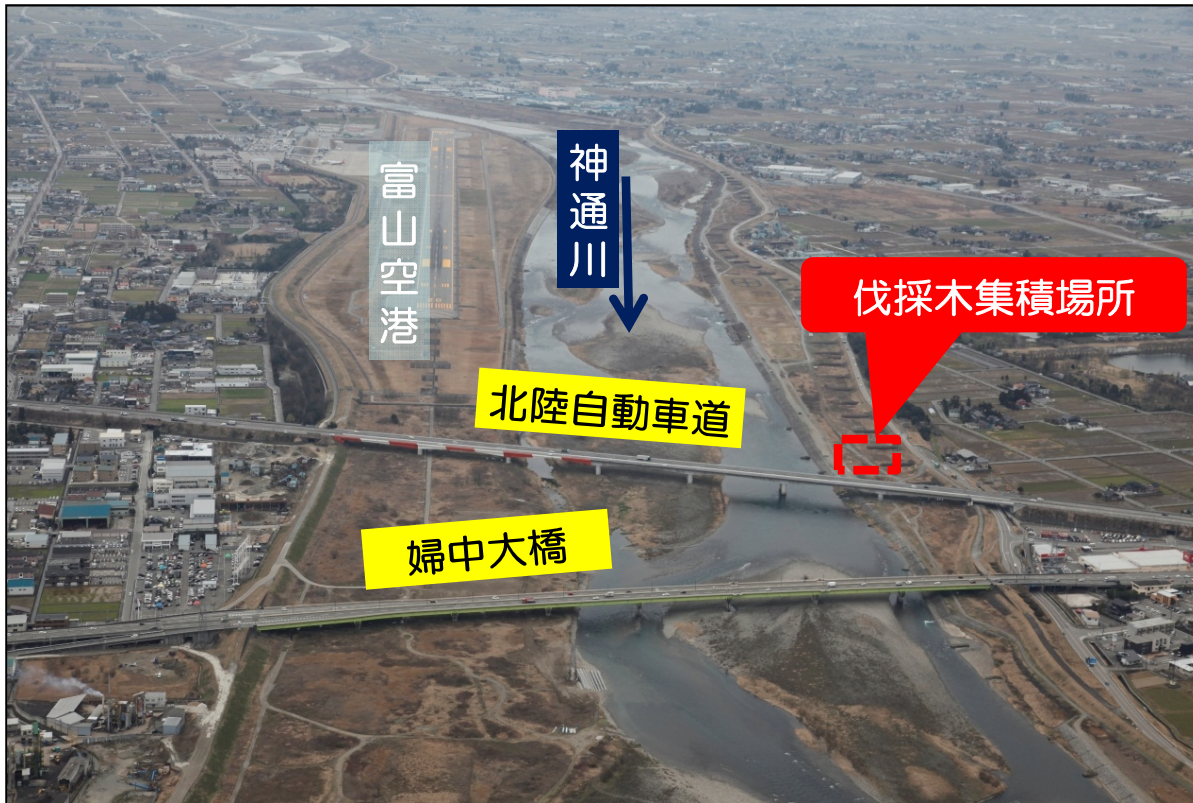 富山空港
神通川
伐採木集積場所
北陸自動車道
婦中大橋